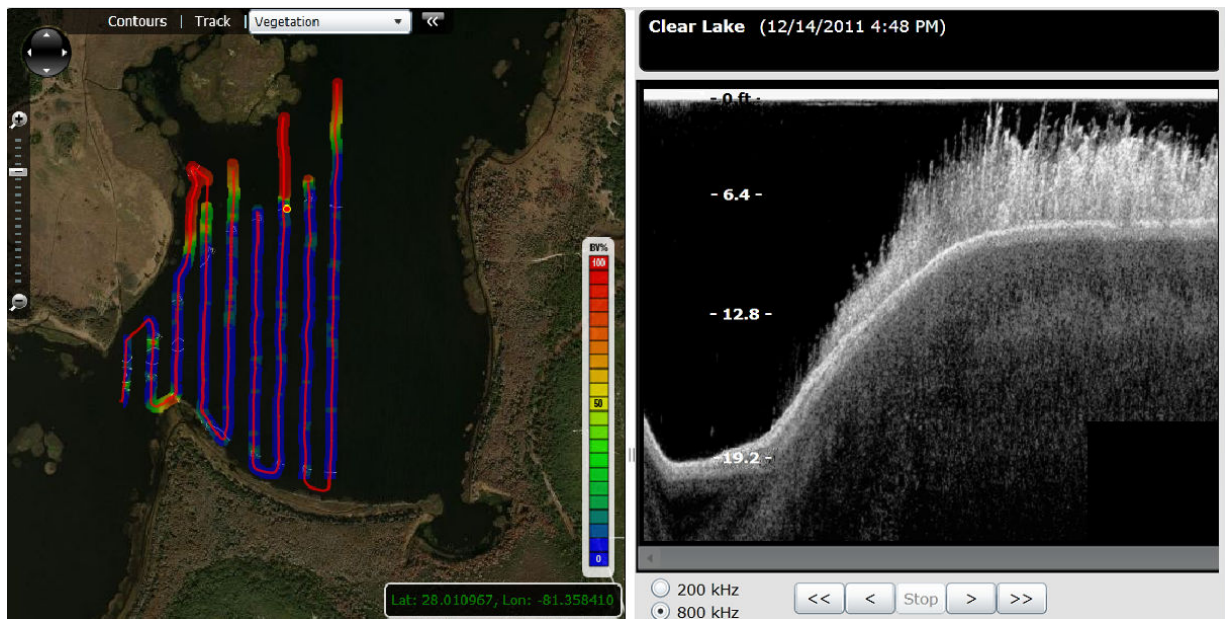 Contours | Track | Vegetation
BV%
100
50
0
Lat: 28.010967, Lon: -81.358410
Clear Lake (12/14/2011 4:48 PM)
- 0 ft -
- 6.4 -
- 12.8 -
-19.2 -
200 kHz
800 kHz
<< < Stop > >>